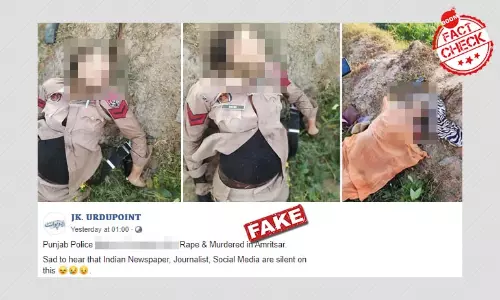 BOOM
FACT
CHECK
JK. URDUPOINT
Yesterday at 01:00
FAKE
Punjab Police Rape & Murdered in Amritsar.
Sad to hear that Indian Newspaper, Journalist, Social Media are silent on
this